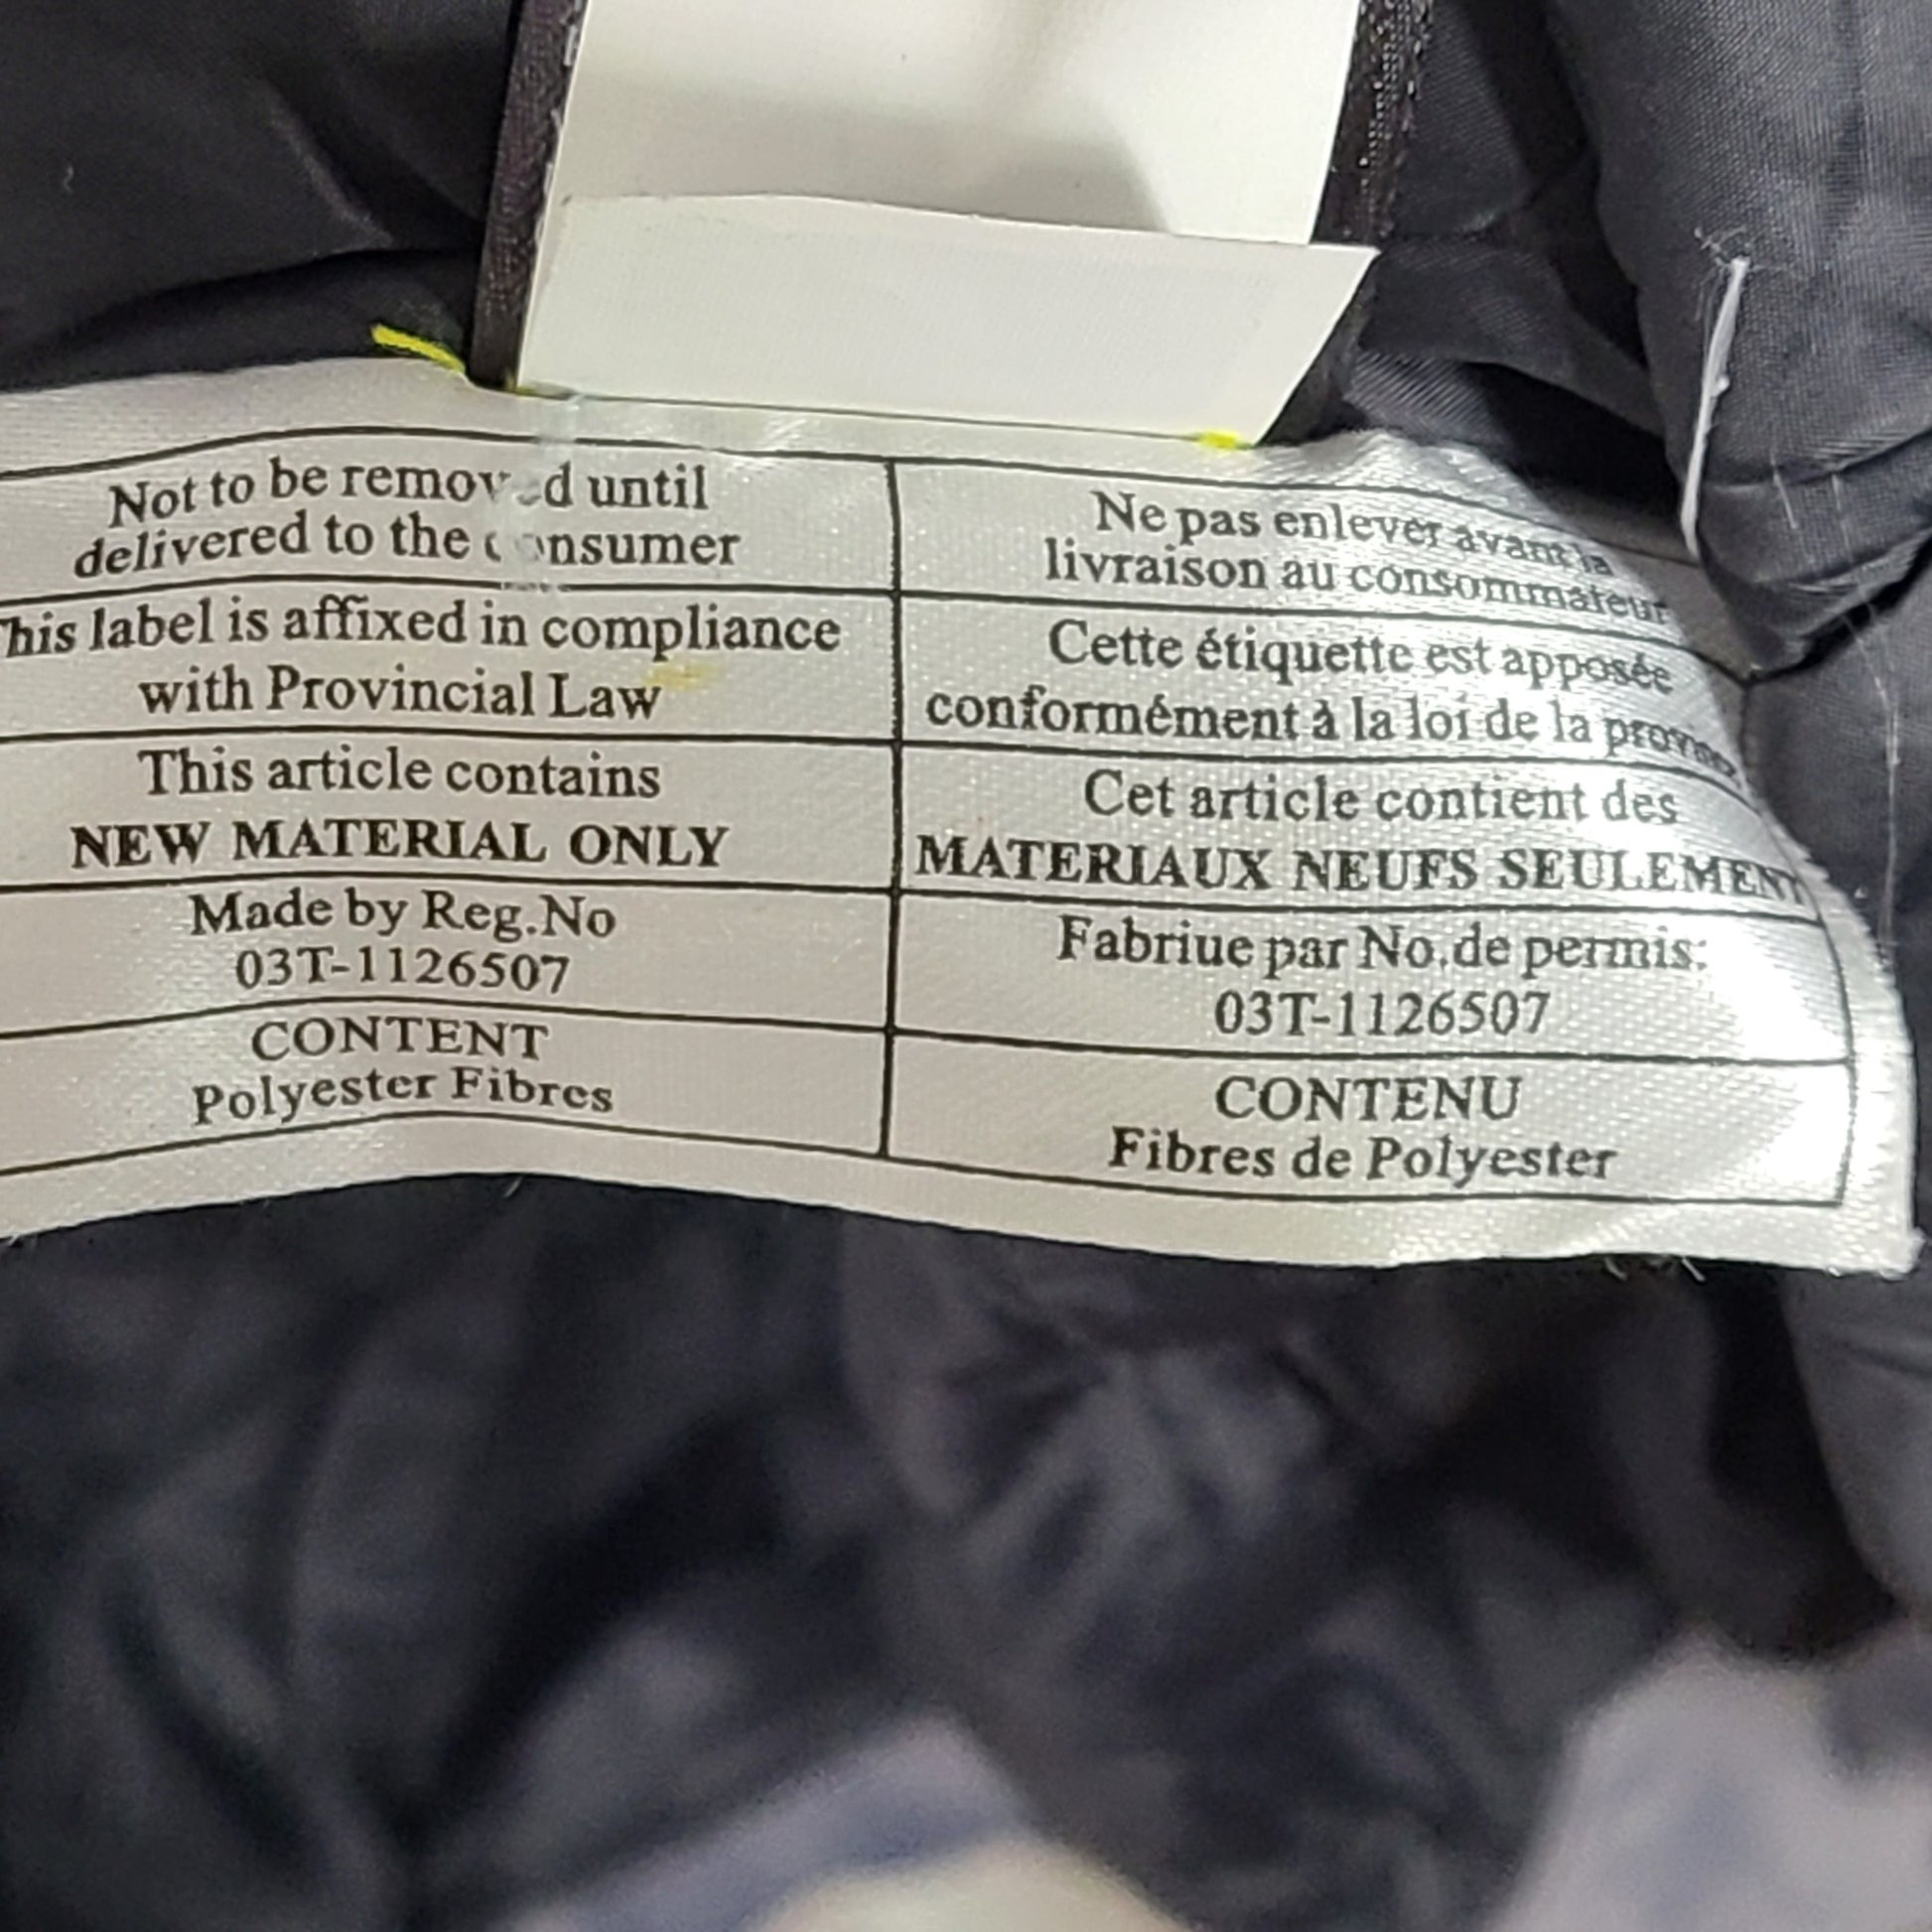 Not to be removed until
delivered to the consumer
his label is affixed in compliance
with Provincial Law
This article contains
NEW MATERIAL ONLY
Made by Reg.No
03T-1126507
CONTENT
Polyester Fibres
Ne pas enlever avant la
livraison au consommateur
Cette étiquette est apposée
conformément à la loi de la
Cet article contient des
MATERIAUX NEUFS SEULEMENT
Fabriue par No.de permis:
03T-1126507
CONTENU
Fibres de Polyester